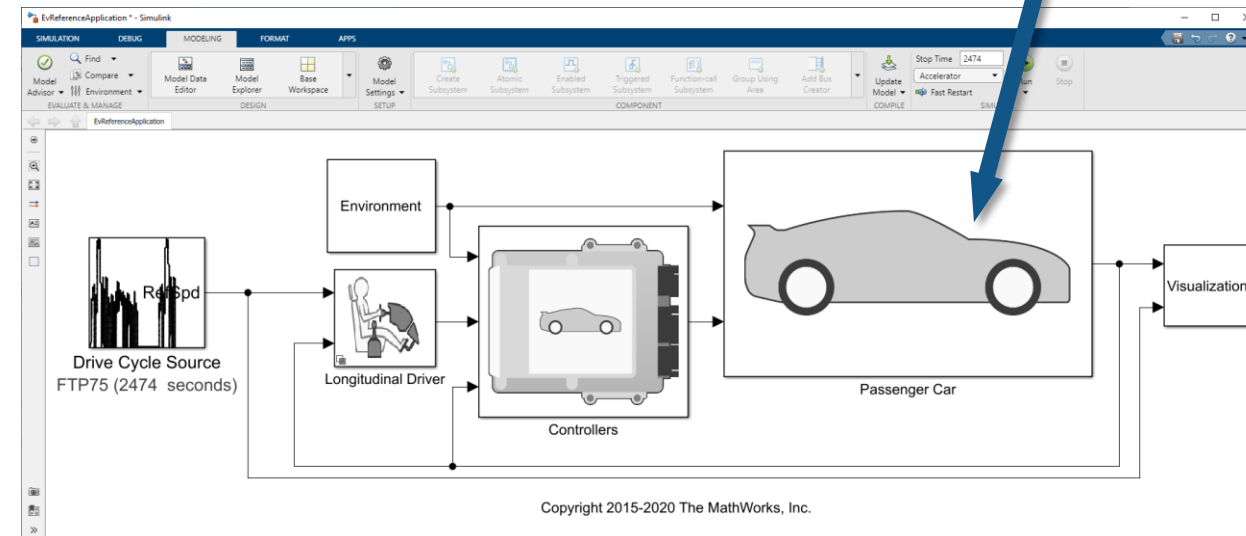 EvReferenceApplication * - Simulink
SIMULATION DEBUG MODELING FORMAT APPS
Model Advisor
Find
Compare
Environment
EVALUATE & MANAGE
Model Data Editor
Model Explorer
Base Workspace
DESIGN
Model Settings
SETUP
Create Subsystem
Atomic Subsystem
Enabled Subsystem
Triggered Subsystem
Function-call Subsystem
Group Using Area
Add Bus Creator
COMPONENT
Update Model
COMPILE
Stop Time 2474
Accelerator
Fast Restart
Stop
EvReferenceApplication
Environment
RefSpd
Drive Cycle Source
FTP75 (2474 seconds)
Longitudinal Driver
Controllers
Passenger Car
Visualization
Copyright 2015-2020 The MathWorks, Inc.